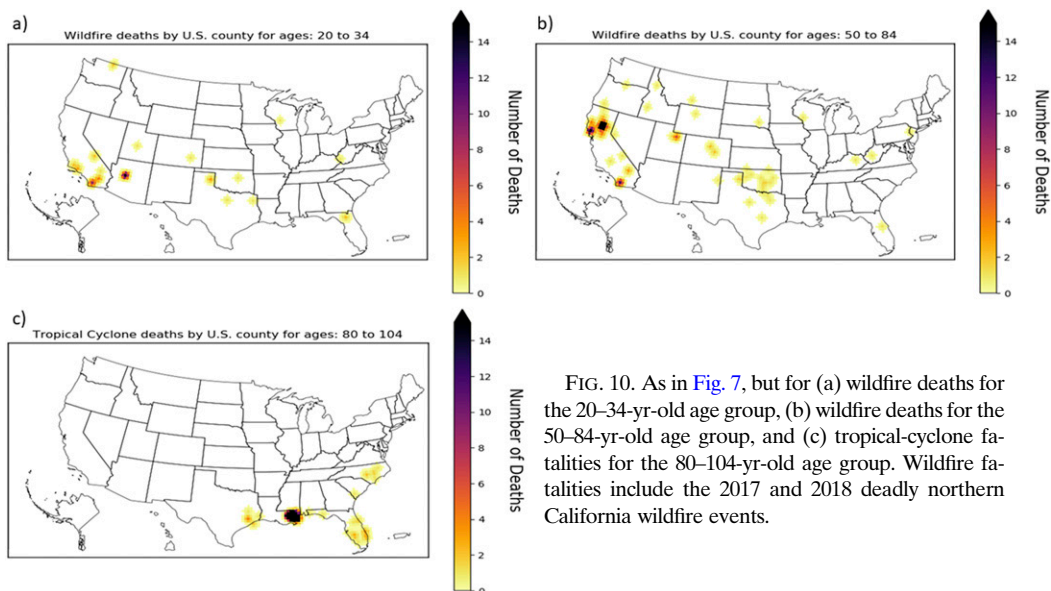 a)
Wildfire deaths by U.S. county for ages: 20 to 34
14
12
10
8
6
4
2
0
Number of Deaths
b)
Wildfire deaths by U.S. county for ages: 50 to 84
14
12
10
8
6
4
2
0
Number of Deaths
c)
Tropical Cyclone deaths by U.S. county for ages: 80 to 104
14
12
10
8
6
4
2
0
Number of Deaths
FIG. 10. As in Fig. 7, but for (a) wildfire deaths for
the 20–34-yr-old age group, (b) wildfire deaths for the
50–84-yr-old age group, and (c) tropical-cyclone fa-
talities for the 80–104-yr-old age group. Wildfire fa-
talities include the 2017 and 2018 deadly northern
California wildfire events.